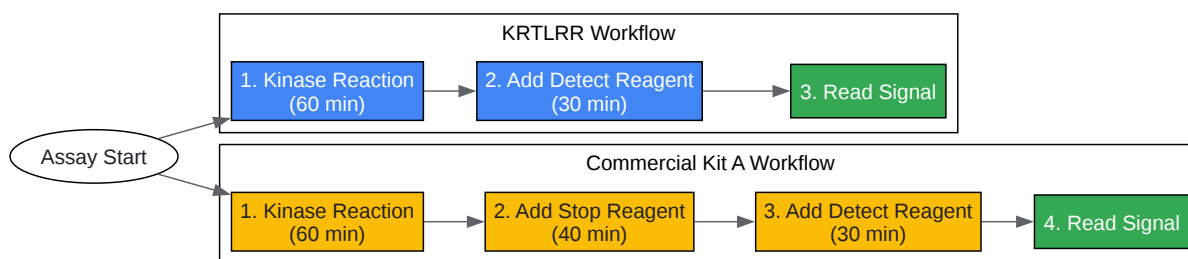 KRTLRR Workflow
1. Kinase Reaction
(60 min)
2. Add Detect Reagent
(30 min)
3. Read Signal
Assay Start
Commercial Kit A Workflow
1. Kinase Reaction
(60 min)
2. Add Stop Reagent
(40 min)
3. Add Detect Reagent
(30 min)
4. Read Signal